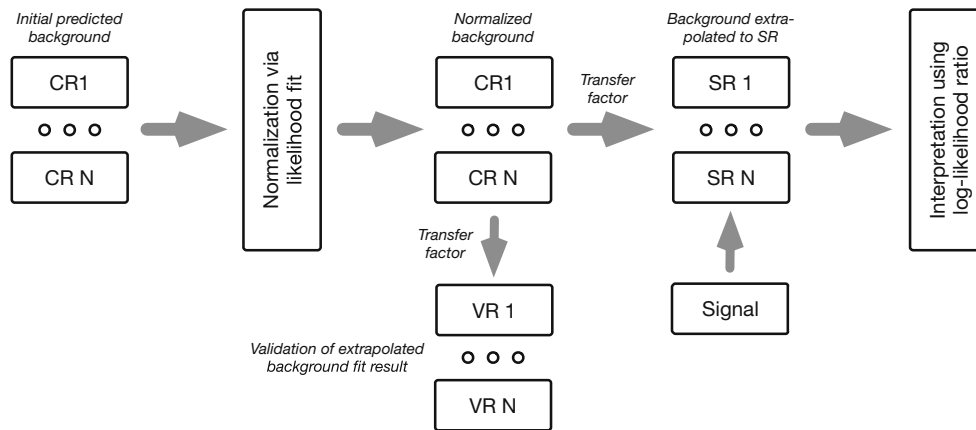 Initial predicted
background
CR1
CR N
Normalization via
likelihood fit
Normalized
background
CR1
CR N
Transfer
factor
Transfer
factor
VR 1
VR N
Validation of extrapolated
background fit result
Background extra-
polated to SR
SR 1
SR N
Signal
Interpretation using
log-likelihood ratio